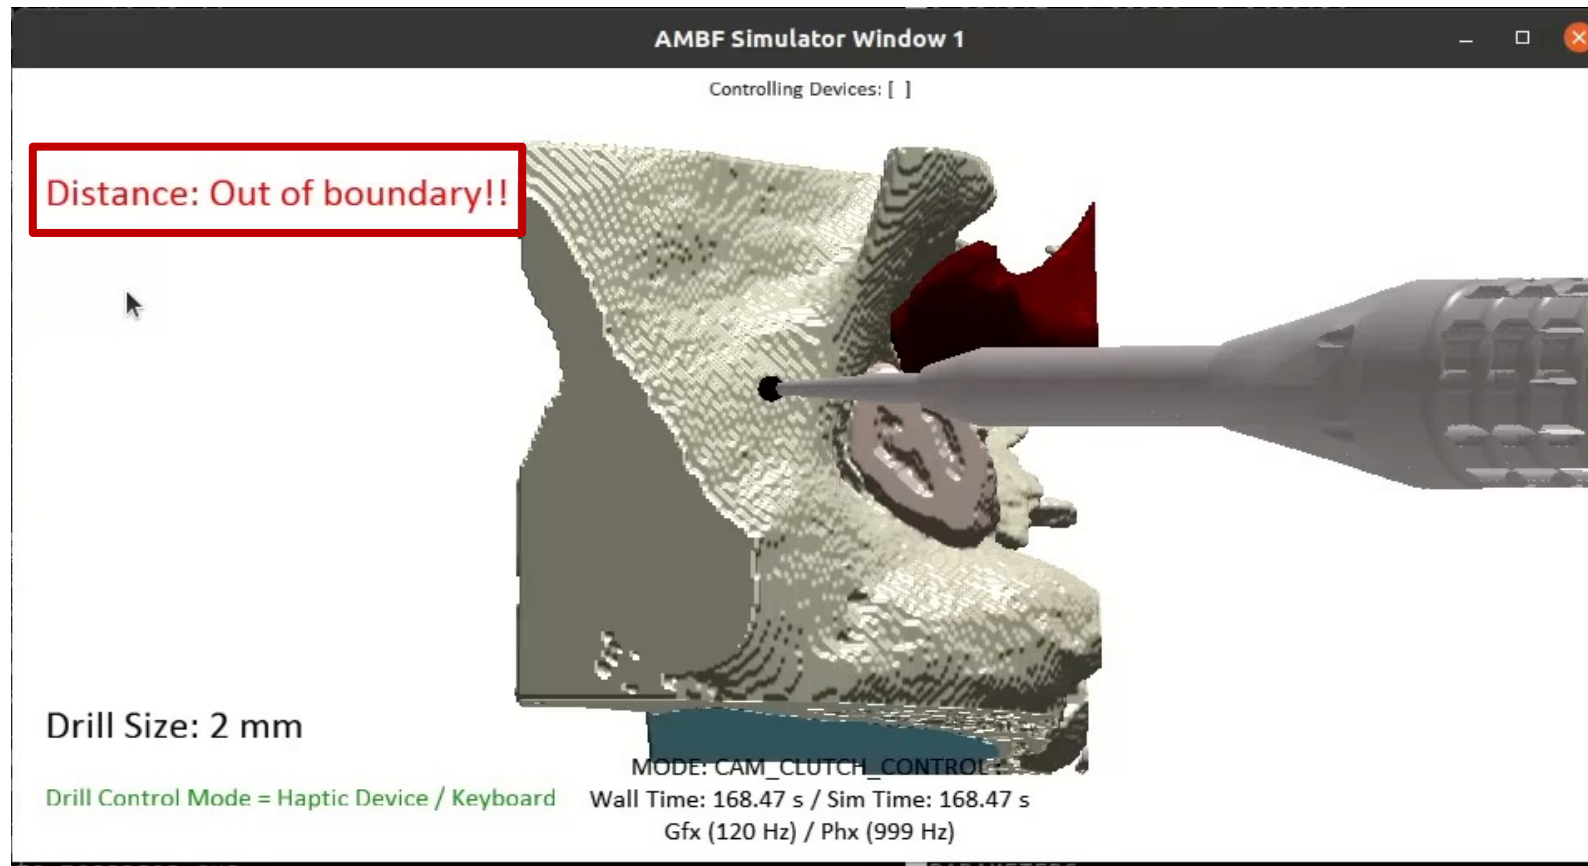 AMBF Simulator Window 1
Controlling Devices: [ ]
Distance: Out of boundary!!
Drill Size: 2 mm
MODE: CAM_CLUTCH_CONTROL :
Drill Control Mode = Haptic Device / Keyboard
Wall Time: 168.47 s / Sim Time: 168.47 s
Gfx (120 Hz) / Phx (999 Hz)